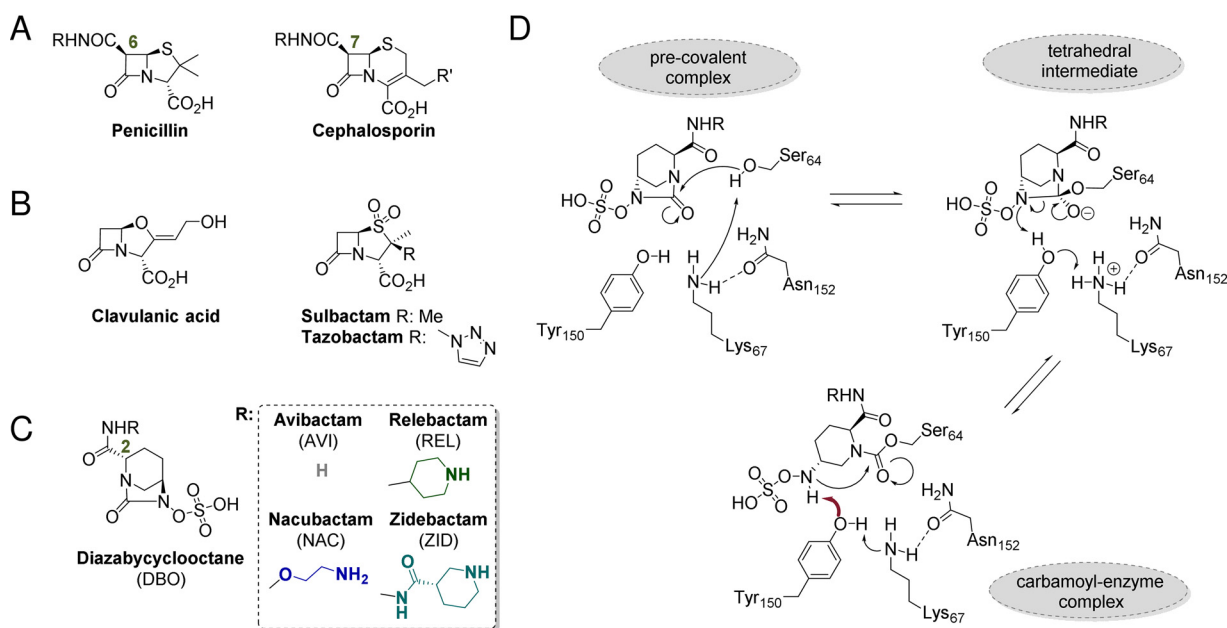 A
RHNOC
6
S
O
N
CO2H
Penicillin
RHNOC
7
S
O
N
R'
CO2H
Cephalosporin
B
O
OH
O
N
CO2H
Clavulanic acid
O
O
S
O
N
R
CO2H
Sulbactam R: Me
Tazobactam R:
N
N
N
C
NHR
O
2
N
O
N
O
O
S
OH
O
Diazabycyclooctane
(DBO)
R:
Avibactam
(AVI)
H
Relebactam
(REL)
NH
Nacubactam
(NAC)
O
NH2
Zidebactam
(ZID)
O
NH
N
H
D
pre-covalent
complex
NHR
O
N
N
O
HO
S
O
O
O
HO
Ser64
O
H
Tyr150
H
N
H
Lys67
H2N
O
Asn152
tetrahedral
intermediate
NHR
O
N
N
O
Ser64
O⊖
HO
S
O
O
O
H
O
Tyr150
H
⊕
H
N
H
Lys67
H2N
O
Asn152
RHN
O
O
Ser64
N
O
N
H
O
O
S
O
HO
O
H
Tyr150
H
N
H
Lys67
H2N
O
Asn152
carbamoyl-enzyme
complex